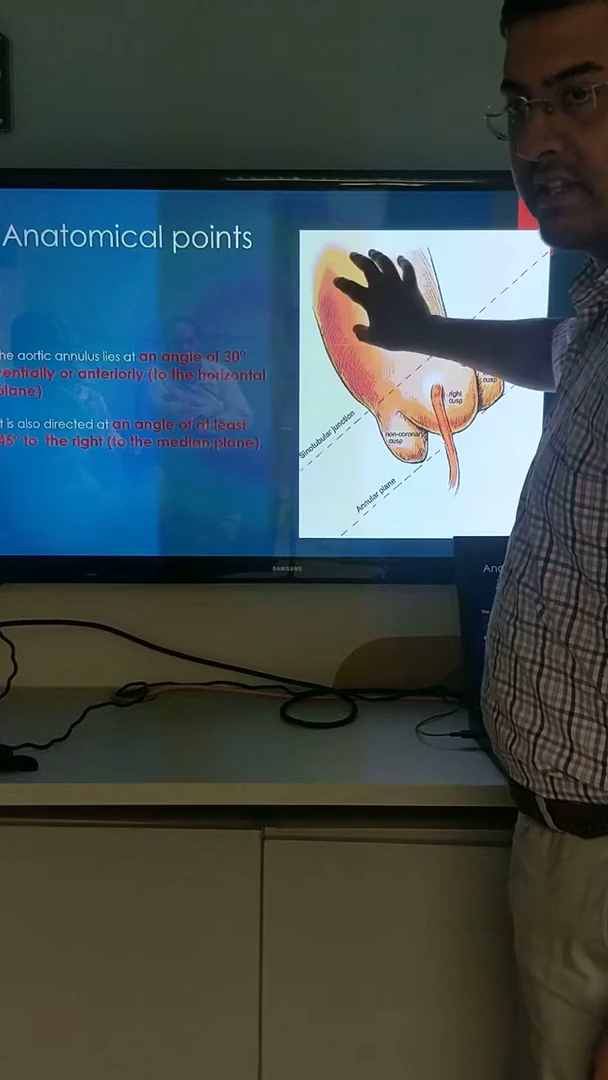 Anatomical points
he aortic annulus lies at an angle of 30°
ventrally or anteriorly (to the horizontal
plane)
t is also directed at an angle of at least
45° to the right (to the median plane).
Sinotubular junction
right
cusp
cusp
non-coronary
cusp
Annular plane
SAMSUNG